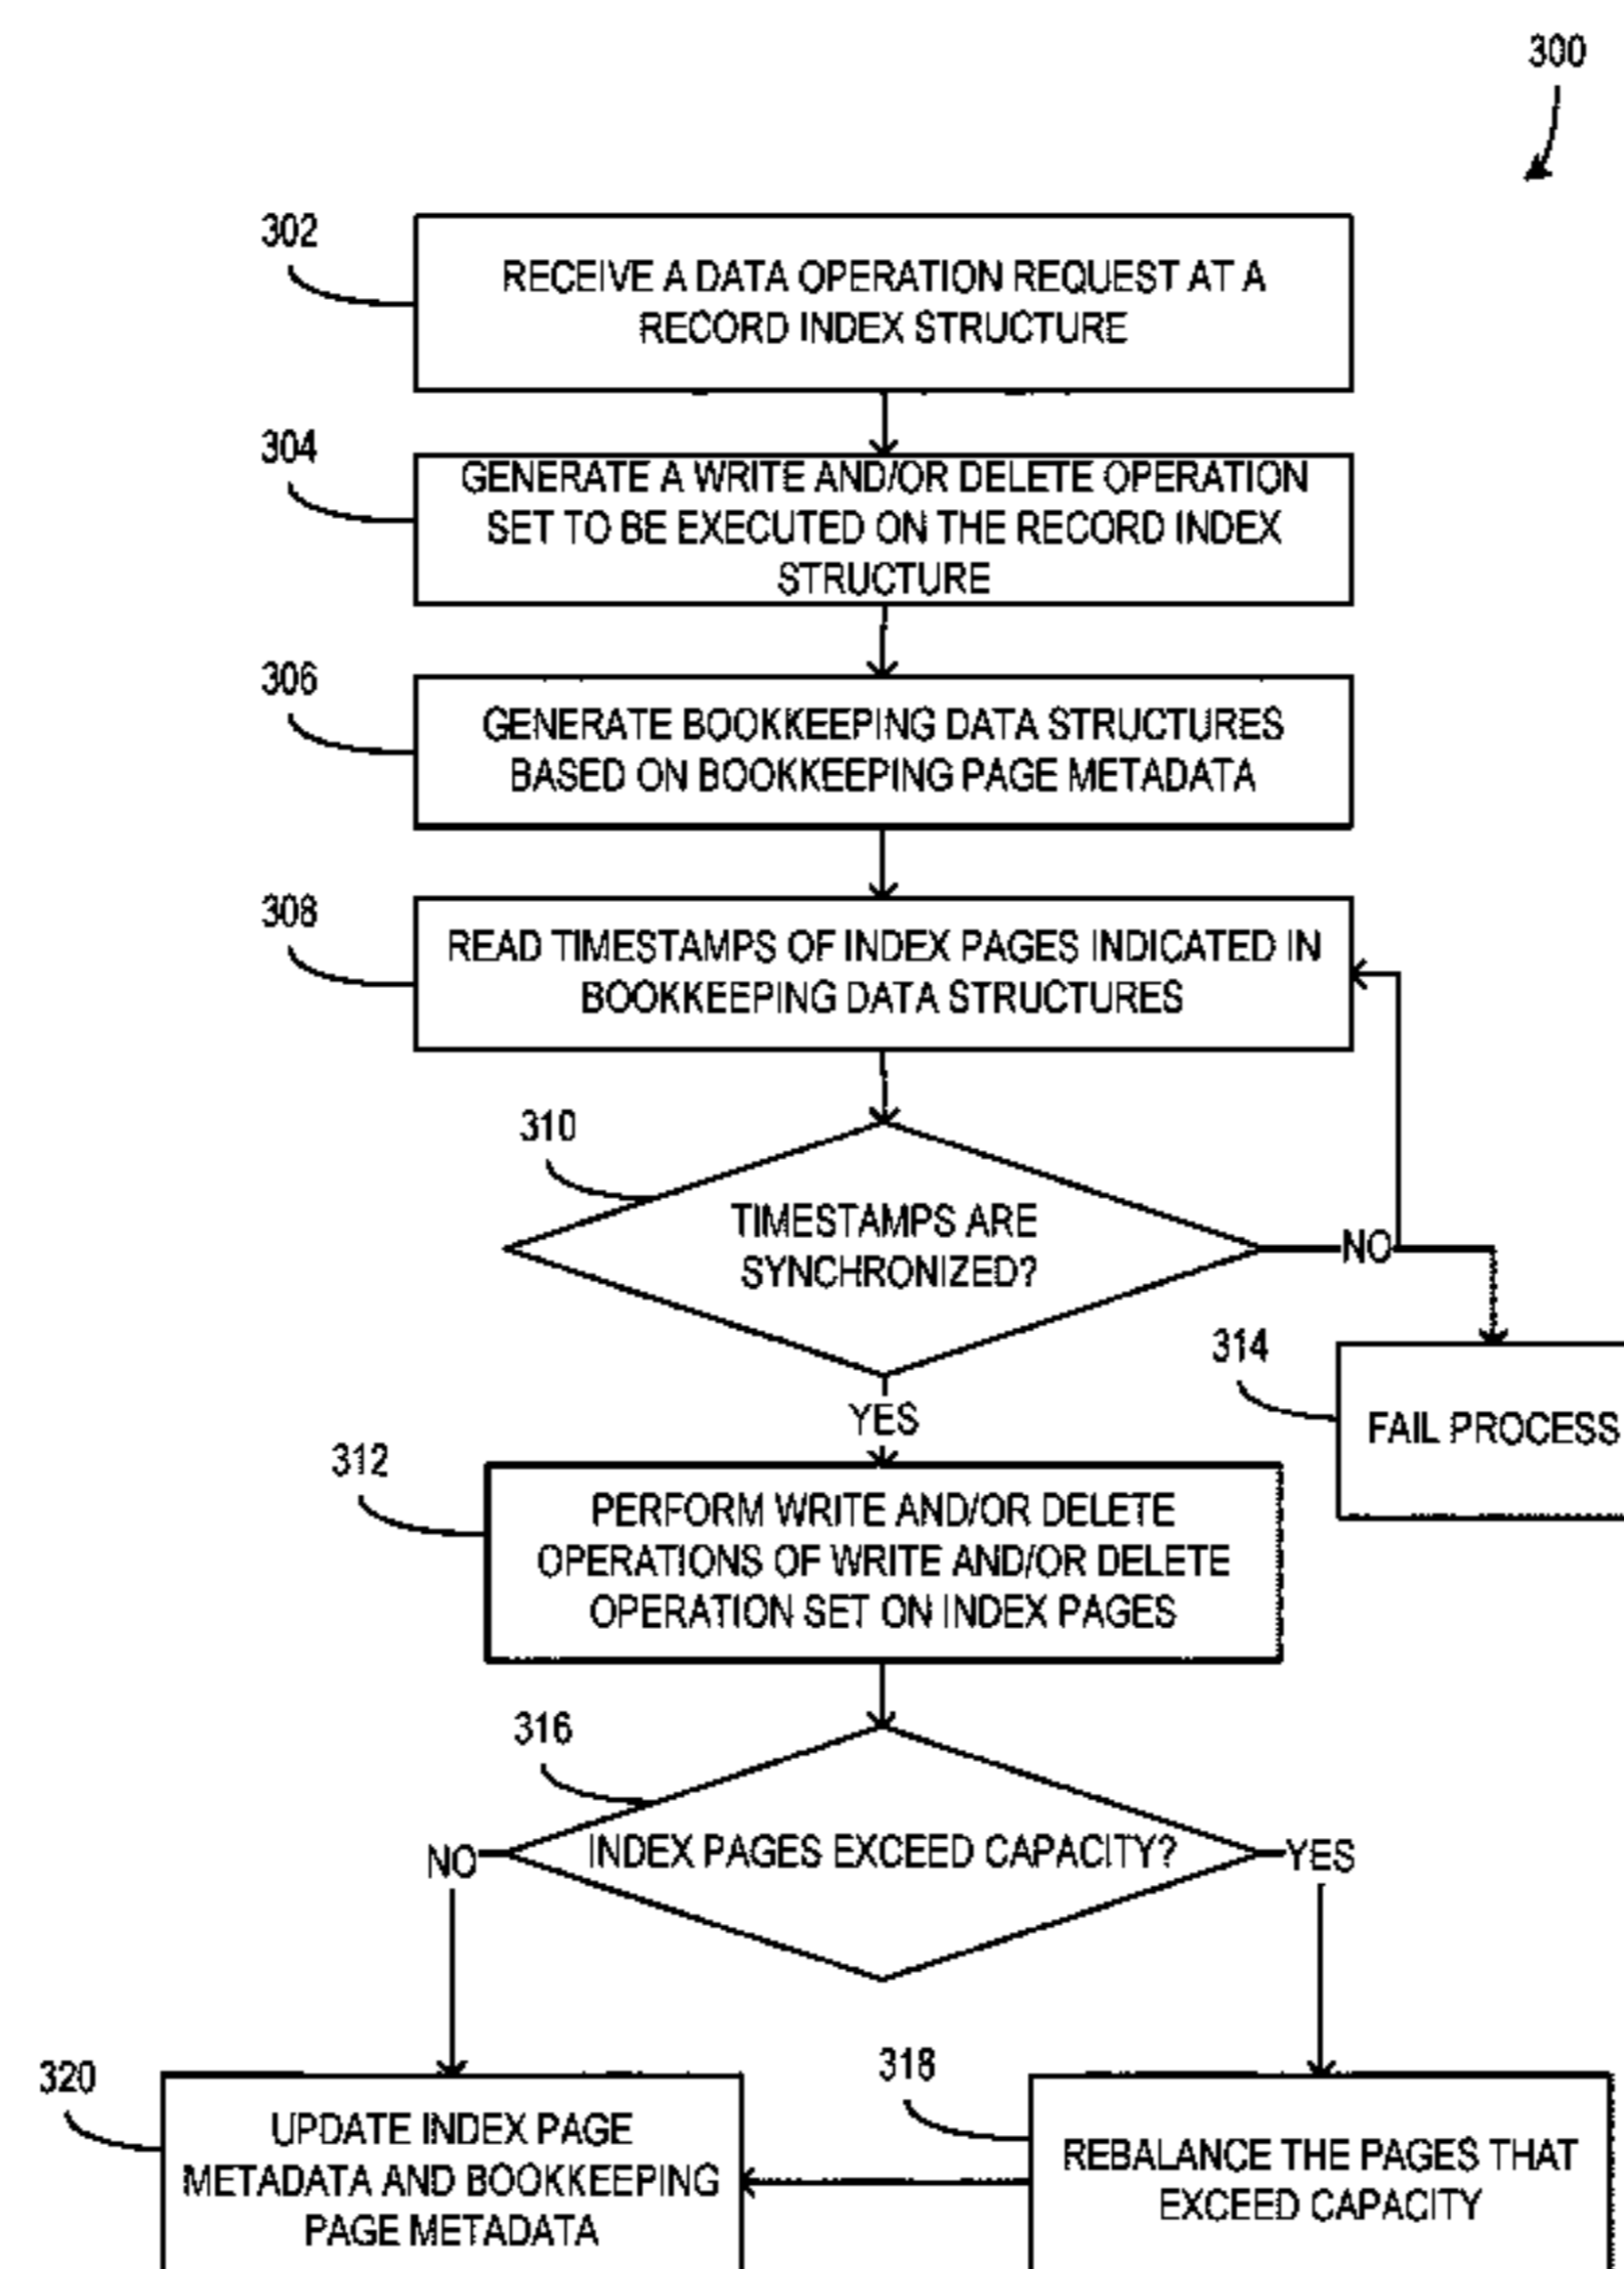 300
302
RECEIVE A DATA OPERATION REQUEST AT A
RECORD INDEX STRUCTURE
304
GENERATE A WRITE AND/OR DELETE OPERATION
SET TO BE EXECUTED ON THE RECORD INDEX
STRUCTURE
306
GENERATE BOOKKEEPING DATA STRUCTURES
BASED ON BOOKKEEPING PAGE METADATA
308
READ TIMESTAMPS OF INDEX PAGES INDICATED IN
BOOKKEEPING DATA STRUCTURES
310
TIMESTAMPS ARE
SYNCHRONIZED?
NO
314
FAIL PROCESS
YES
312
PERFORM WRITE AND/OR DELETE
OPERATIONS OF WRITE AND/OR DELETE
OPERATION SET ON INDEX PAGES
316
INDEX PAGES EXCEED CAPACITY?
NO
YES
320
UPDATE INDEX PAGE
METADATA AND BOOKKEEPING
PAGE METADATA
318
REBALANCE THE PAGES THAT
EXCEED CAPACITY